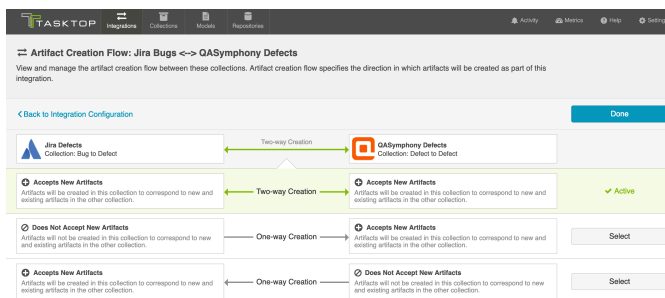 TASKTOP
Integrations
Collections
Models
Repositories
Activity
Metrics
Help
Setting
Artifact Creation Flow: Jira Bugs <--> QASymphony Defects
View and manage the artifact creation flow between these collections. Artifact creation flow specifies the direction in which artifacts will be created as part of this
integration.
Back to Integration Configuration
Done
Jira Defects
Collection: Bug to Defect
Two-way Creation
QASymphony Defects
Collection: Defect to Defect
Accepts New Artifacts
Artifacts will be created in this collection to correspond to new and
existing artifacts in the other collection.
Two-way Creation
Accepts New Artifacts
Artifacts will be created in this collection to correspond to new and
existing artifacts in the other collection.
Active
Does Not Accept New Artifacts
Artifacts will not be created in this collection to correspond to new
and existing artifacts in the other collection.
One-way Creation
Accepts New Artifacts
Artifacts will be created in this collection to correspond to new and
existing artifacts in the other collection.
Select
Accepts New Artifacts
Artifacts will be created in this collection to correspond to new and
existing artifacts in the other collection.
One-way Creation
Does Not Accept New Artifacts
Artifacts will not be created in this collection to correspond to new
and existing artifacts in the other collection.
Select